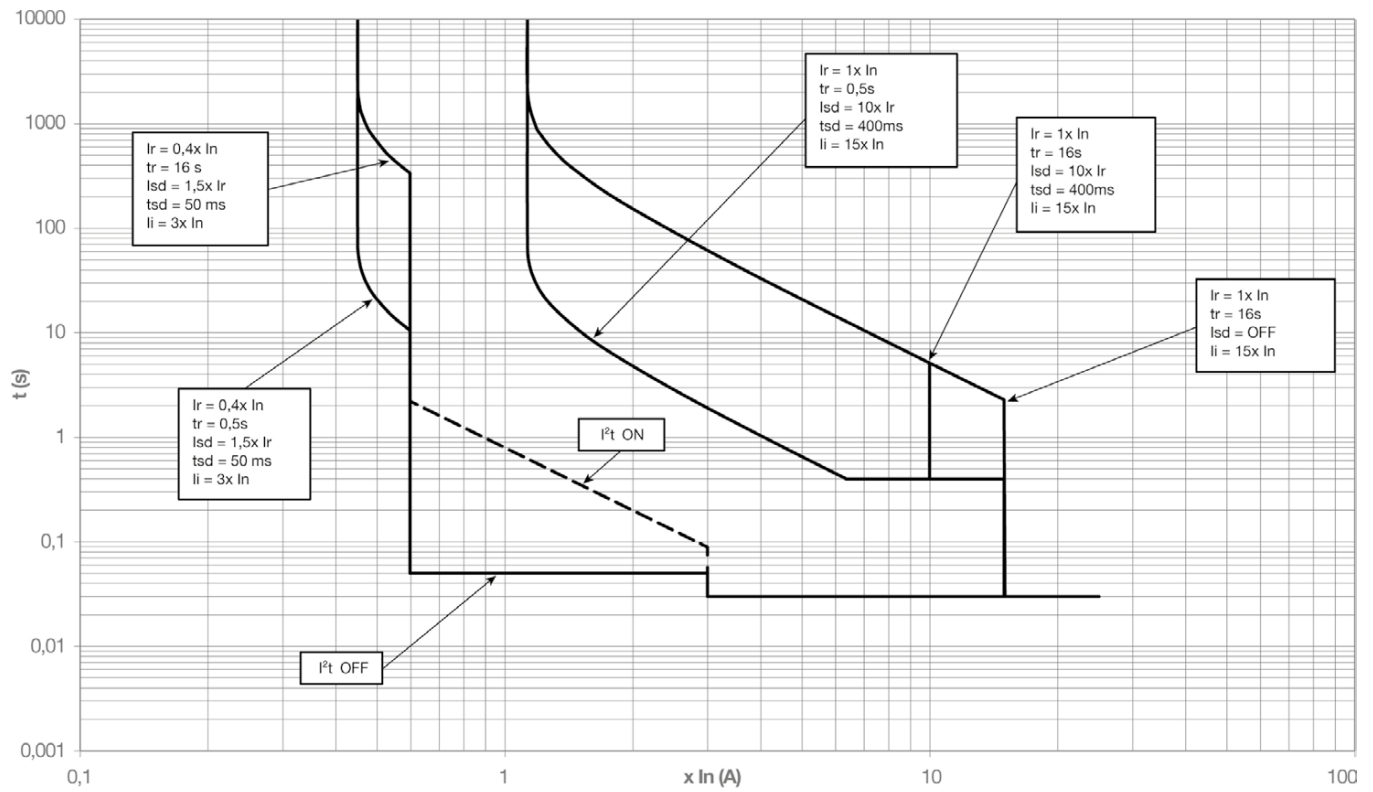 10000
1000
100
10
1
0,1
0,01
0,001
t (s)
Ir = 0,4x In
tr = 16 s
Isd = 1,5x Ir
tsd = 50 ms
Ii = 3x In
Ir = 0,4x In
tr = 0,5s
Isd = 1,5x Ir
tsd = 50 ms
Ii = 3x In
Ir = 1x In
tr = 0,5s
Isd = 10x Ir
tsd = 400ms
Ii = 15x In
Ir = 1x In
tr = 16s
Isd = 10x Ir
tsd = 400ms
Ii = 15x In
Ir = 1x In
tr = 16s
Isd = OFF
Ii = 15x In
I²t ON
I²t OFF
0,1
1
x In (A)
10
100